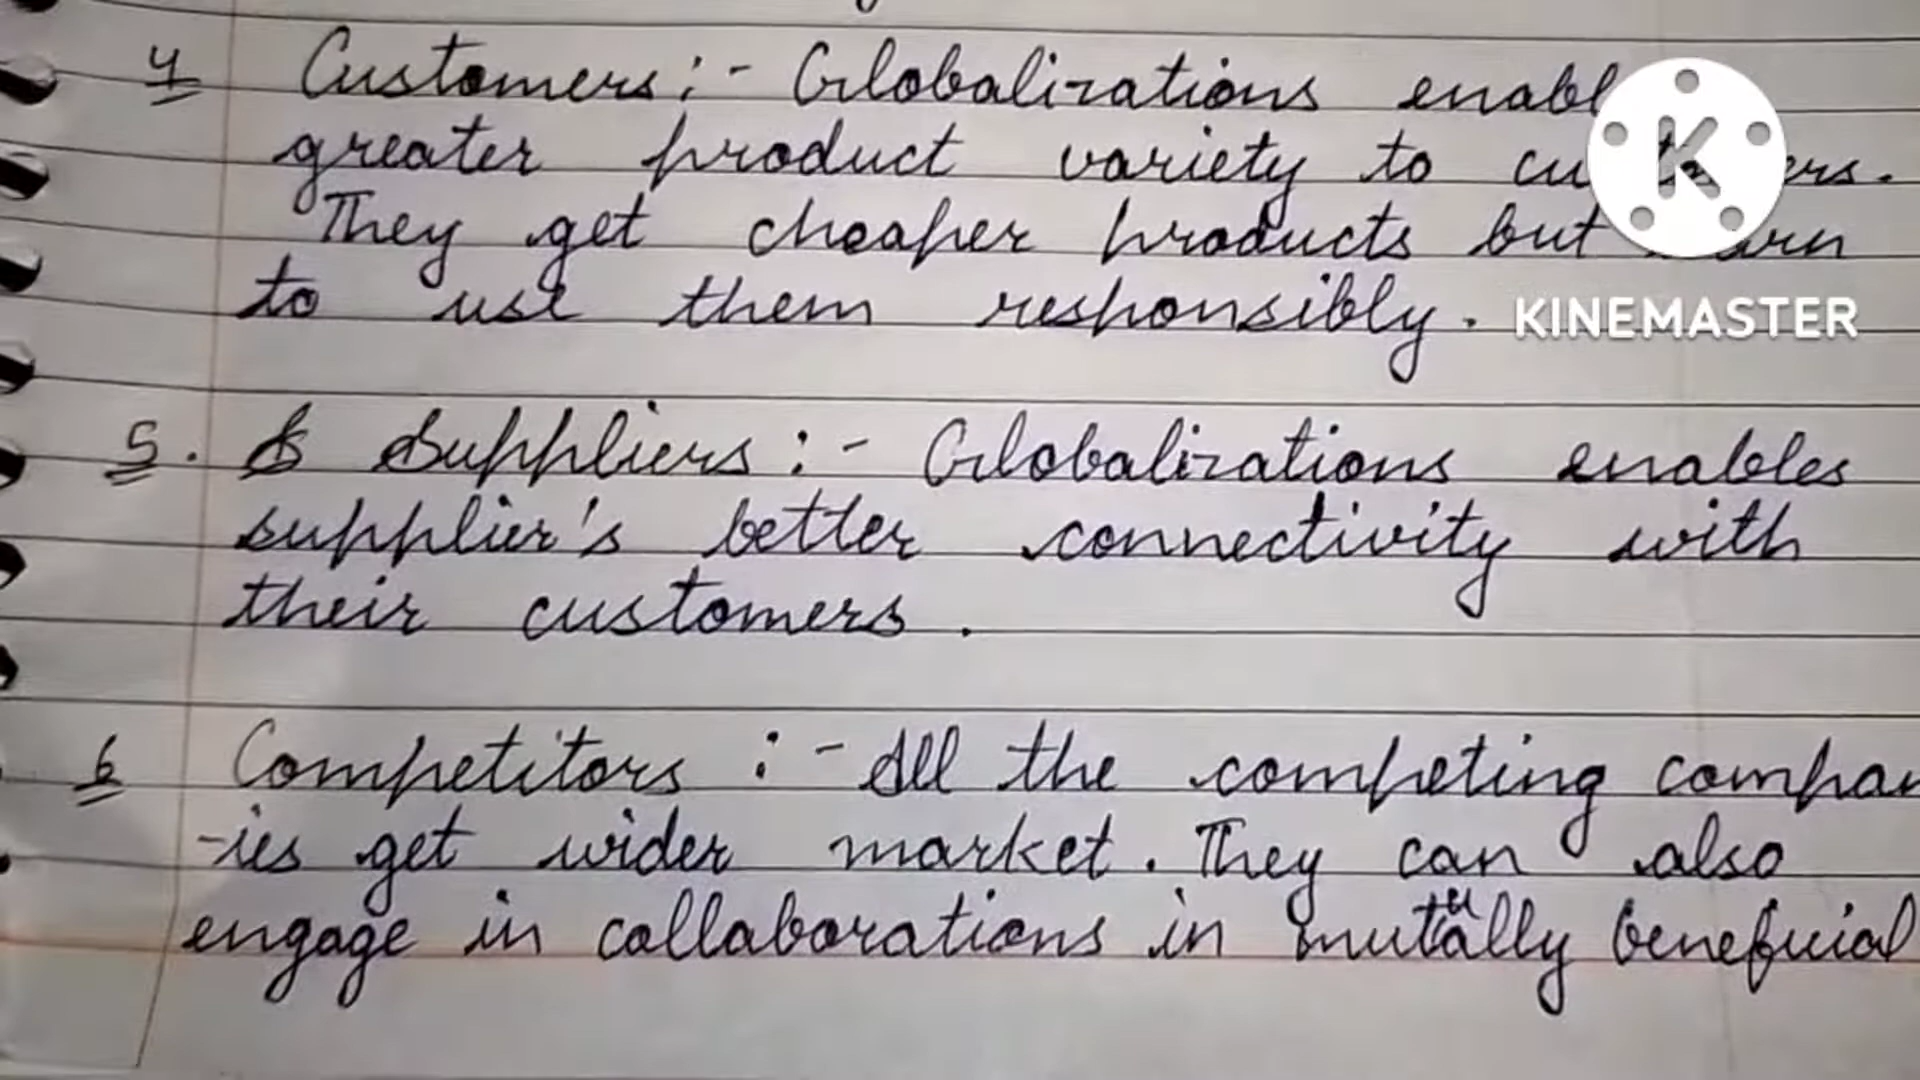 4 Customers :- Globalizations enabl
greater product variety to cu ers.
They get cheaper products but
to use them responsibly.
KINEMASTER
5. S Suppliers :- Globalizations enables
supplier's better connectivity with
their customers.
6 Competitors :- All the competing compan
-ies get wider market. They can also
engage in collaborations in mutually beneficial